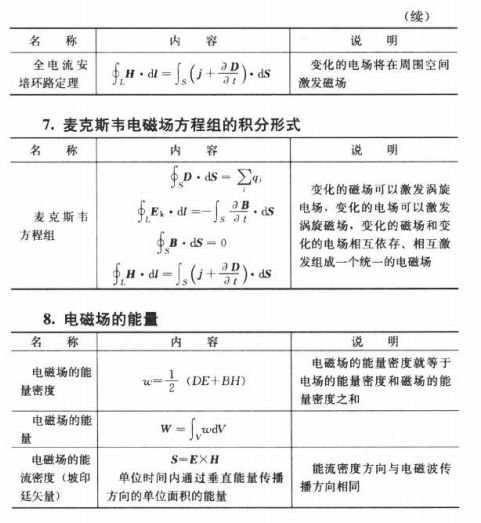 （续）
名 称 内 容 说 明
全电流安培环路定理 ∮_L H · dl = ∫_S (j + ∂D/∂t) · dS 变化的电场将在周围空间激发磁场
7. 麦克斯韦电磁场方程组的积分形式
名 称 内 容 说 明
麦克斯韦方程组
∮_S D · dS = ∑_i q_i
∮_L E_k · dl = −∫_S ∂B/∂t · dS
∮_S B · dS = 0
∮_L H · dl = ∫_S (j + ∂D/∂t) · dS
变化的磁场可以激发涡旋
电场，变化的电场可以激发
涡旋磁场，变化的磁场和变
化的电场相互依存、相互激
发组成一个统一的电磁场
8. 电磁场的能量
名 称 内 容 说 明
电磁场的能
量密度
w = 1/2 (DE+BH)
电磁场的能量密度就等于
电场的能量密度和磁场的能
量密度之和
电磁场的能
量
W = ∫_V wdV
电磁场的能
流密度（坡印
廷矢量）
S=E×H
单位时间内通过垂直能量传播
方向的单位面积的能量
能流密度方向与电磁波传
播方向相同